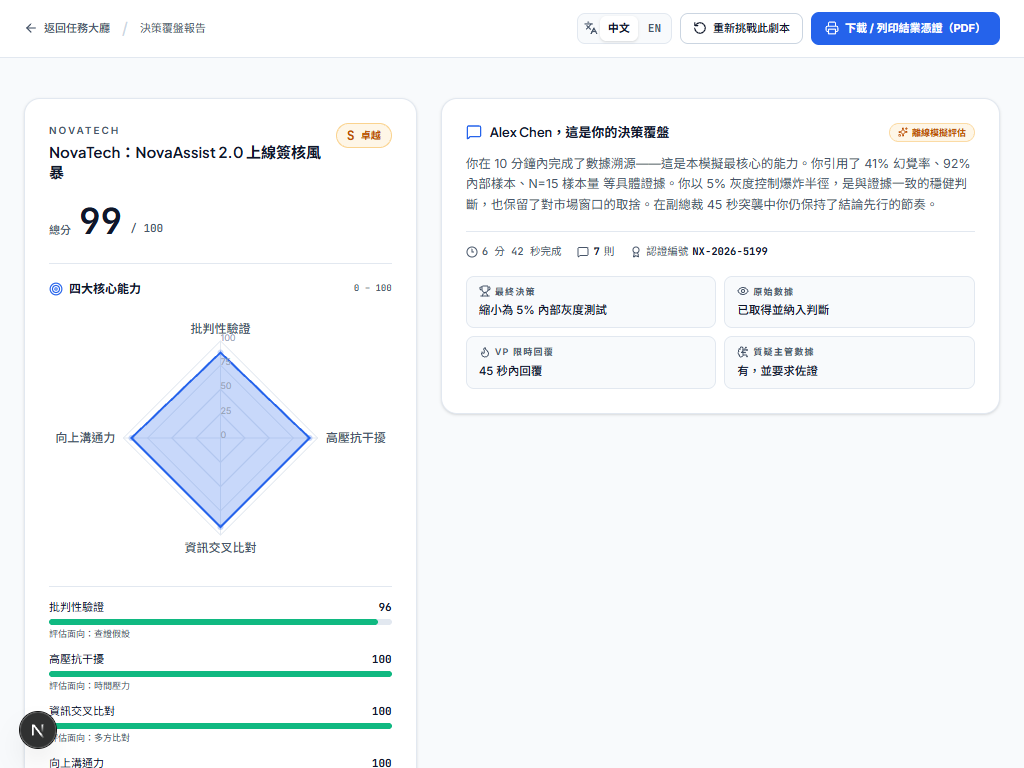 返回任務大廳 / 決策覆盤報告
中文 EN
重新挑戰此劇本
下載 / 列印結業憑證（PDF）
NOVATECH
S 卓越
NovaTech：NovaAssist 2.0 上線簽核風
暴
總分 99 / 100
四大核心能力
0 – 100
批判性驗證
100
75
50
25
0
向上溝通力
高壓抗干擾
資訊交叉比對
批判性驗證 96
評估面向：查證假設
高壓抗干擾 100
評估面向：時間壓力
資訊交叉比對 100
評估面向：多方比對
向上溝通力 100
N
Alex Chen，這是你的決策覆盤
離線模擬評估
你在 10 分鐘內完成了數據溯源——這是本模擬最核心的能力。你引用了 41% 幻覺率、92%
內部樣本、N=15 樣本量 等具體證據。你以 5% 灰度控制爆炸半徑，是與證據一致的穩健判
斷，也保留了對市場窗口的取捨。在副總裁 45 秒突襲中你仍保持了結論先行的節奏。
6 分 42 秒完成
7 則
認證編號 NX-2026-5199
最終決策
縮小為 5% 內部灰度測試
原始數據
已取得並納入判斷
VP 限時回覆
45 秒內回覆
質疑主管數據
有，並要求佐證